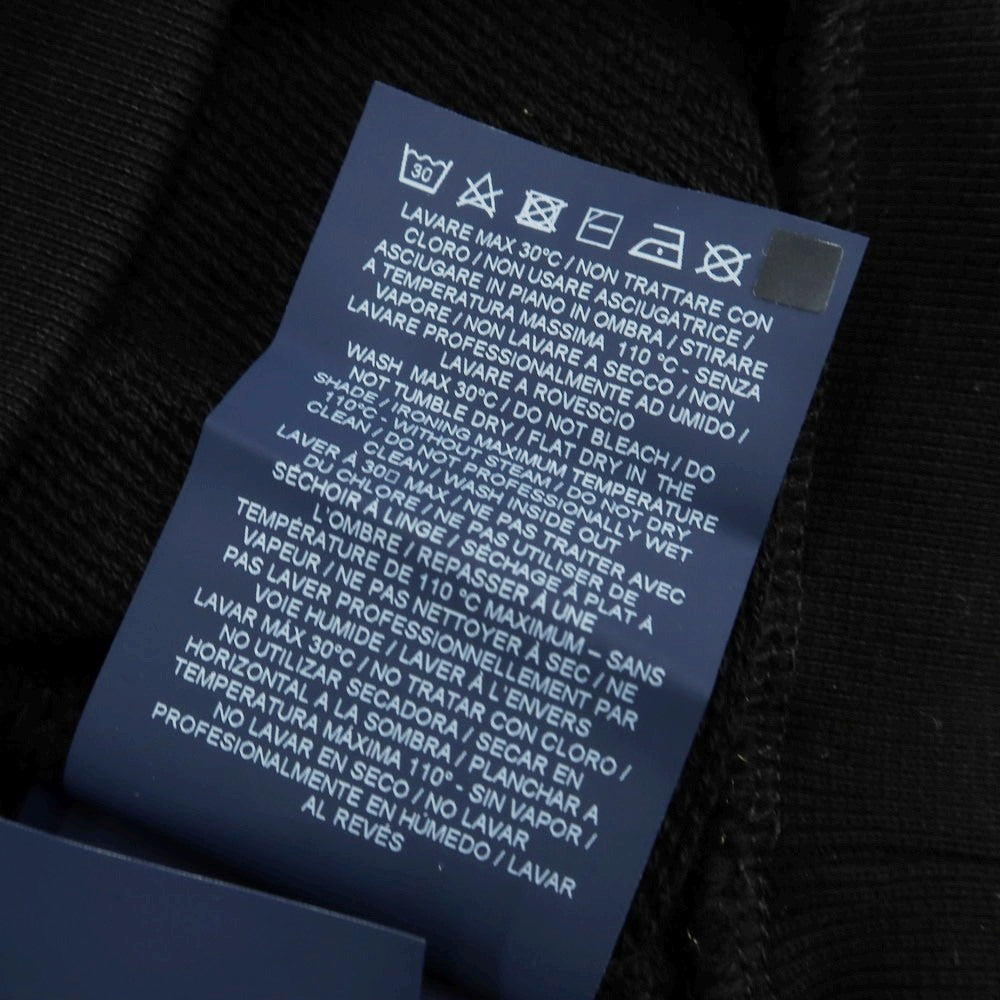 30
LAVARE MAX 30°C / NON TRATTARE CON
CLORO / NON USARE ASCIUGATRICE /
ASCIUGARE IN PIANO IN OMBRA / STIRARE
A TEMPERATURA MASSIMA 110 °C - SENZA
VAPORE / NON LAVARE A SECCO / NON
LAVARE PROFESSIONALMENTE AD UMIDO /
LAVARE A ROVESCIO
WASH MAX 30°C / DO NOT BLEACH / DO
NOT TUMBLE DRY / FLAT DRY IN THE
SHADE / IRONING MAXIMUM TEMPERATURE
110°C - WITHOUT STEAM / DO NOT DRY
CLEAN / DO NOT PROFESSIONALLY WET
CLEAN / WASH INSIDE OUT
LAVER À 30□ MAX / NE PAS TRAITER AVEC
DU CHLORE / NE PAS UTILISER DE
SÉCHOIR À LINGE / SÉCHAGE À PLAT A
L'OMBRE / REPASSER À UNE
TEMPÉRATURE DE 110 °C MAXIMUM – SANS
VAPEUR / NE PAS NETTOYER À SEC / NE
PAS LAVER PROFESSIONNELLEMENT PAR
VOIE HUMIDE / LAVER À L'ENVERS
LAVAR MÁX 30°C / NO TRATAR CON CLORO /
NO UTILIZAR SECADORA / SECAR EN
HORIZONTAL À LA SOMBRA / PLANCHAR A
TEMPERATURA MÁXIMA 110° - SIN VAPOR /
NO LAVAR EN SECO / NO LAVAR
PROFESIONALMENTE EN HÚMEDO / LAVAR
AL REVÉS